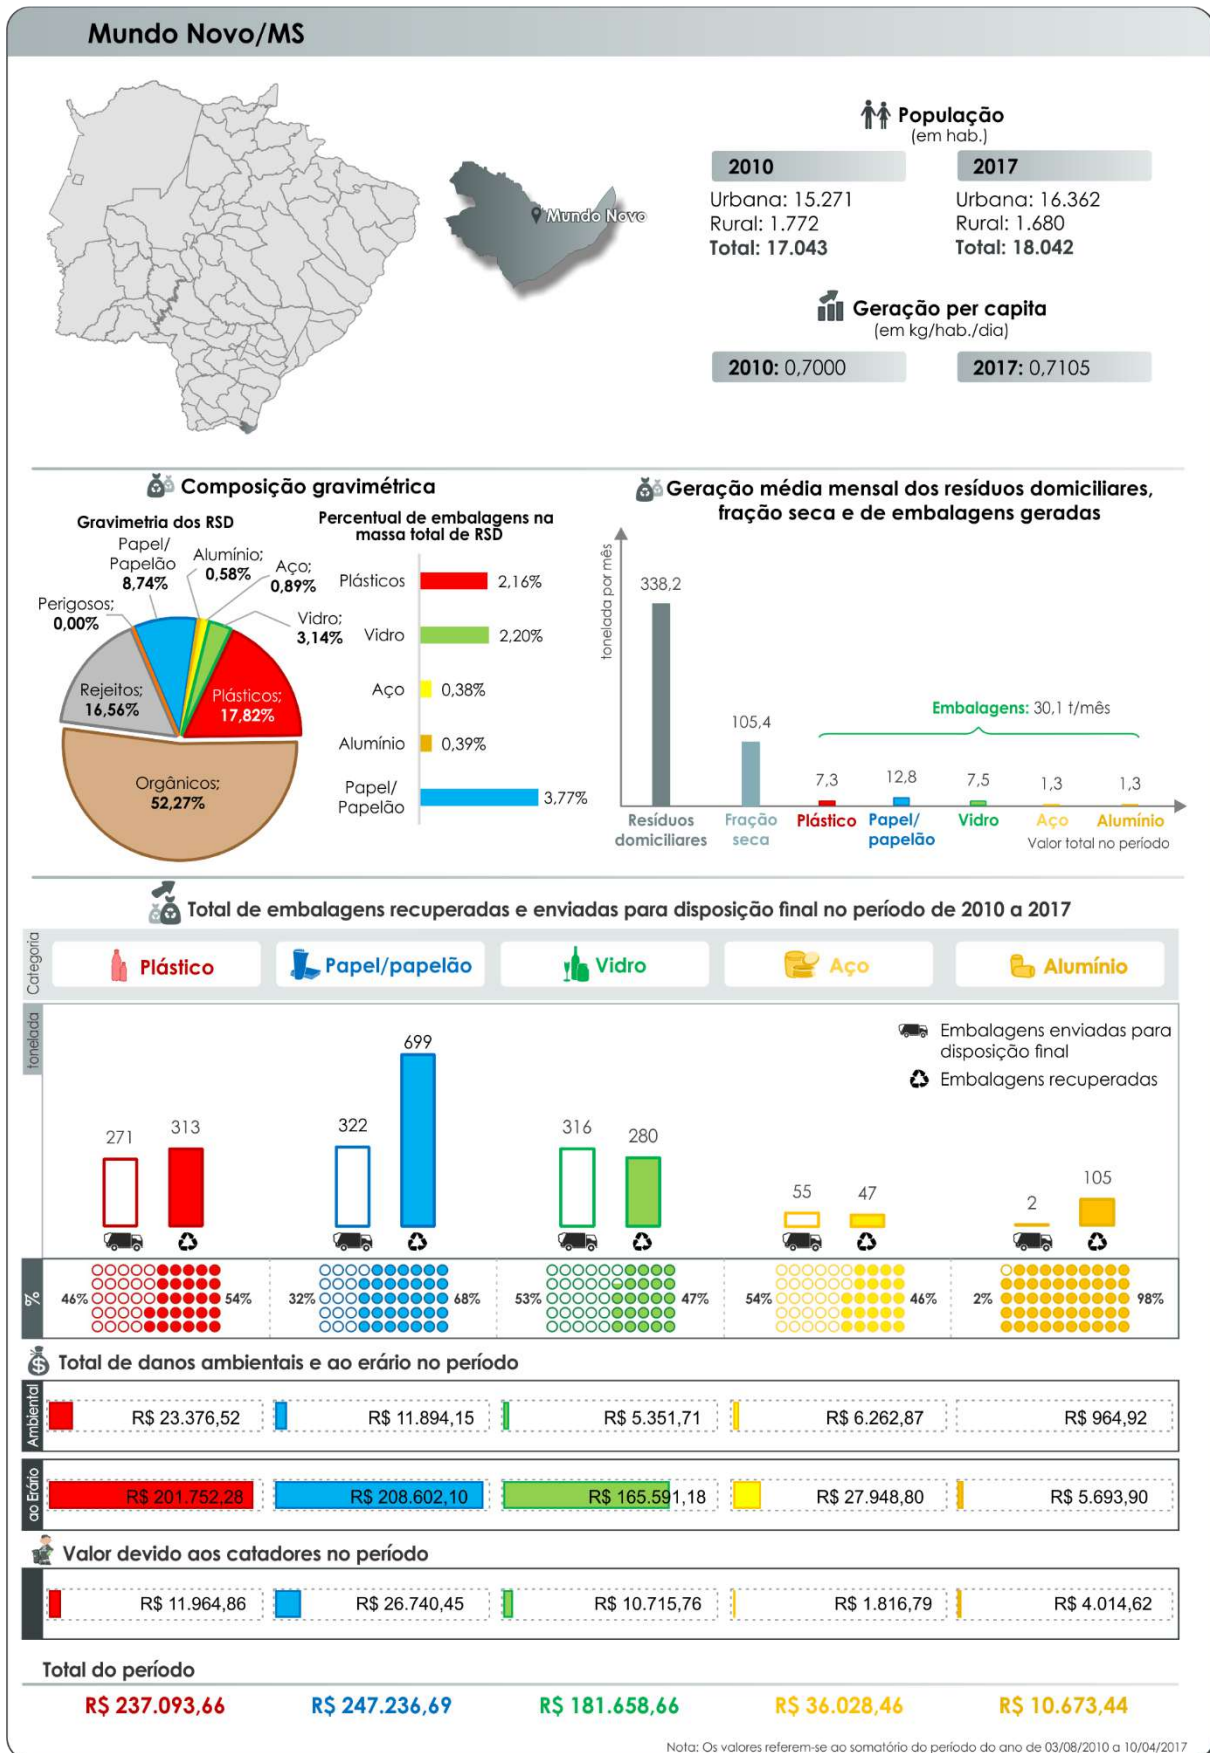 Mundo Novo/MS
Mundo Novo
População
(em hab.)
2010
2017
Urbana: 15.271
Rural: 1.772
Total: 17.043
Urbana: 16.362
Rural: 1.680
Total: 18.042
Geração per capita
(em kg/hab./dia)
2010: 0,7000
2017: 0,7105
Composição gravimétrica
Gravimetria dos RSD
Papel/
Papelão
8,74%
Alumínio;
0,58%
Aço;
0,89%
Perigosos;
0,00%
Vidro;
3,14%
Rejeitos;
16,56%
Plásticos;
17,82%
Orgânicos;
52,27%
Percentual de embalagens na
massa total de RSD
Plásticos
2,16%
Vidro
2,20%
Aço
0,38%
Alumínio
0,39%
Papel/
Papelão
3,77%
Geração média mensal dos resíduos domiciliares,
fração seca e de embalagens geradas
tonelada por mês
338,2
105,4
Embalagens: 30,1 t/mês
7,3
12,8
7,5
1,3
1,3
Resíduos
domiciliares
Fração
seca
Plástico
Papel/
papelão
Vidro
Aço
Alumínio
Valor total no período
Total de embalagens recuperadas e enviadas para disposição final no período de 2010 a 2017
Categoria
Plástico
Papel/papelão
Vidro
Aço
Alumínio
tonelada
Embalagens enviadas para
disposição final
Embalagens recuperadas
271
313
322
699
316
280
55
47
2
105
%
46%
54%
32%
68%
53%
47%
54%
46%
2%
98%
Total de danos ambientais e ao erário no período
Ambiental
R$ 23.376,52
R$ 11.894,15
R$ 5.351,71
R$ 6.262,87
R$ 964,92
ao Erário
R$ 201.752,28
R$ 208.602,10
R$ 165.591,18
R$ 27.948,80
R$ 5.693,90
Valor devido aos catadores no período
R$ 11.964,86
R$ 26.740,45
R$ 10.715,76
R$ 1.816,79
R$ 4.014,62
Total do período
R$ 237.093,66
R$ 247.236,69
R$ 181.658,66
R$ 36.028,46
R$ 10.673,44
Nota: Os valores referem-se ao somatório do período do ano de 03/08/2010 a 10/04/2017